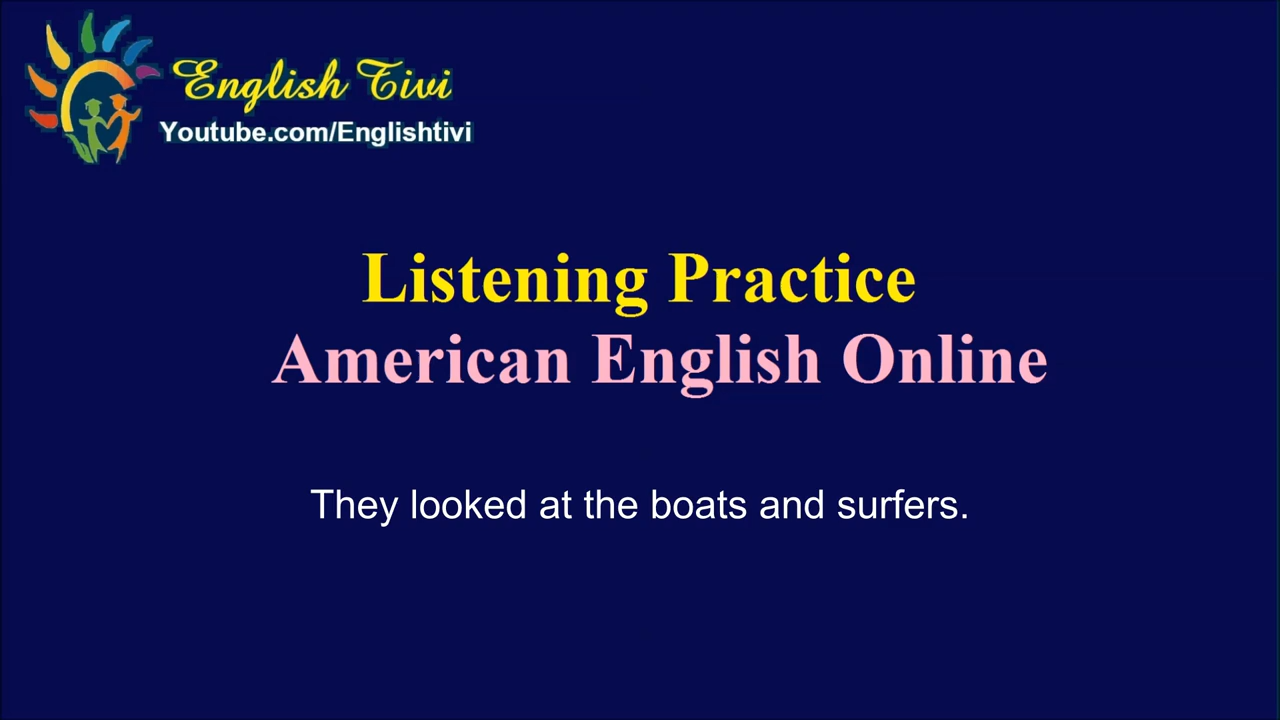 English Tivi
Youtube.com/Englishtivi
Listening Practice
American English Online
They looked at the boats and surfers.